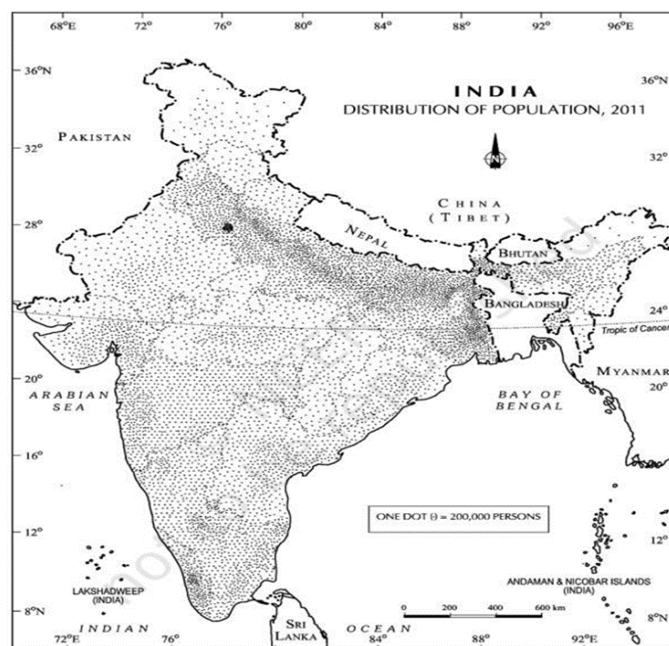 68°E 72° 76° 80° 84° 88° 92° 96°E
36°N
36°N
INDIA
DISTRIBUTION OF POPULATION, 2011
PAKISTAN
N
32°
32°
CHINA
(TIBET)
28°
28°
NEPAL
BHUTAN
BANGLADESH
24°
24°
Tropic of Cancer
MYANMAR
20°
20°
ARABIAN
SEA
BAY OF
BENGAL
16°
16°
ONE DOT = 200,000 PERSONS
12°
12°
LAKSHADWEEP
(INDIA)
ANDAMAN & NICOBAR ISLANDS
(INDIA)
8°N
0 200 400 600 km
8°N
SRI
LANKA
INDIAN OCEAN
72°E 76° 84° 88° 92°E